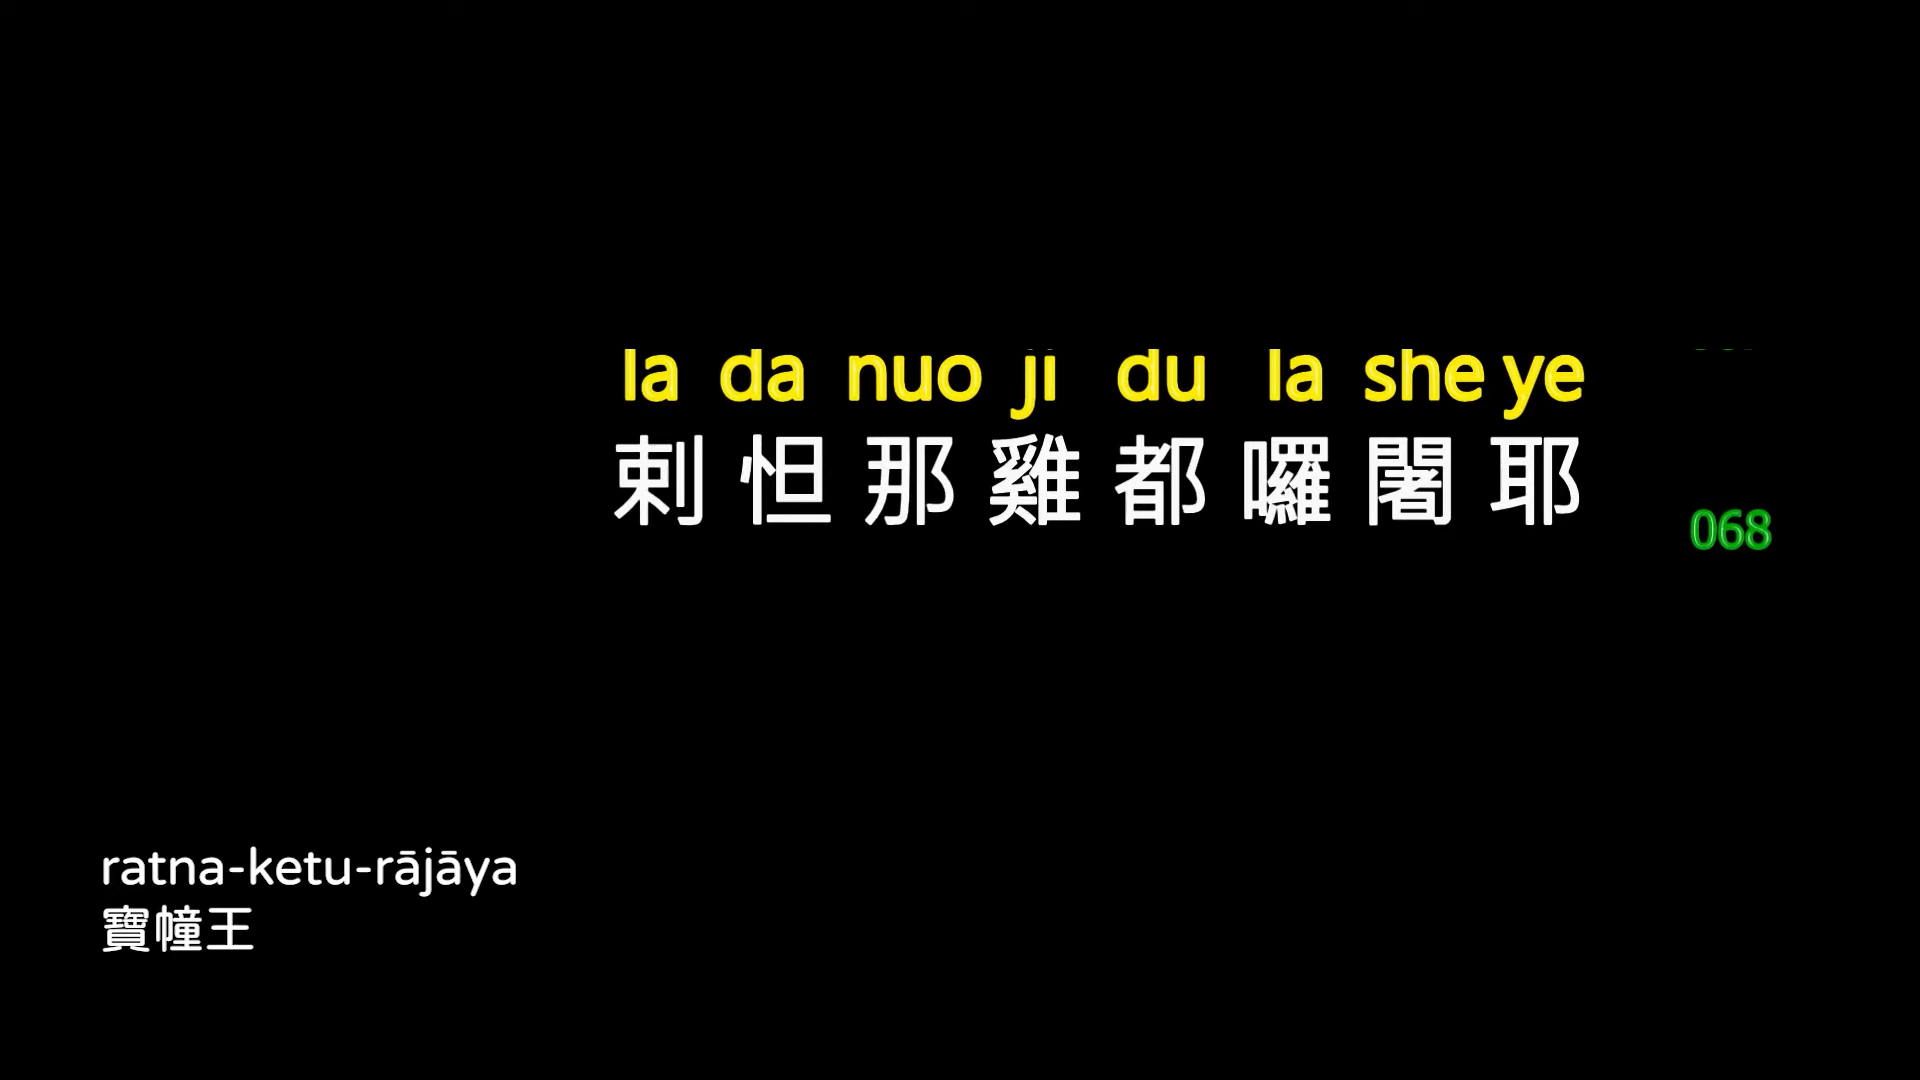 la da nuo ji du la she ye
剌怛那雞都囉闍耶
068
ratna-ketu-rājāya
寶幢王